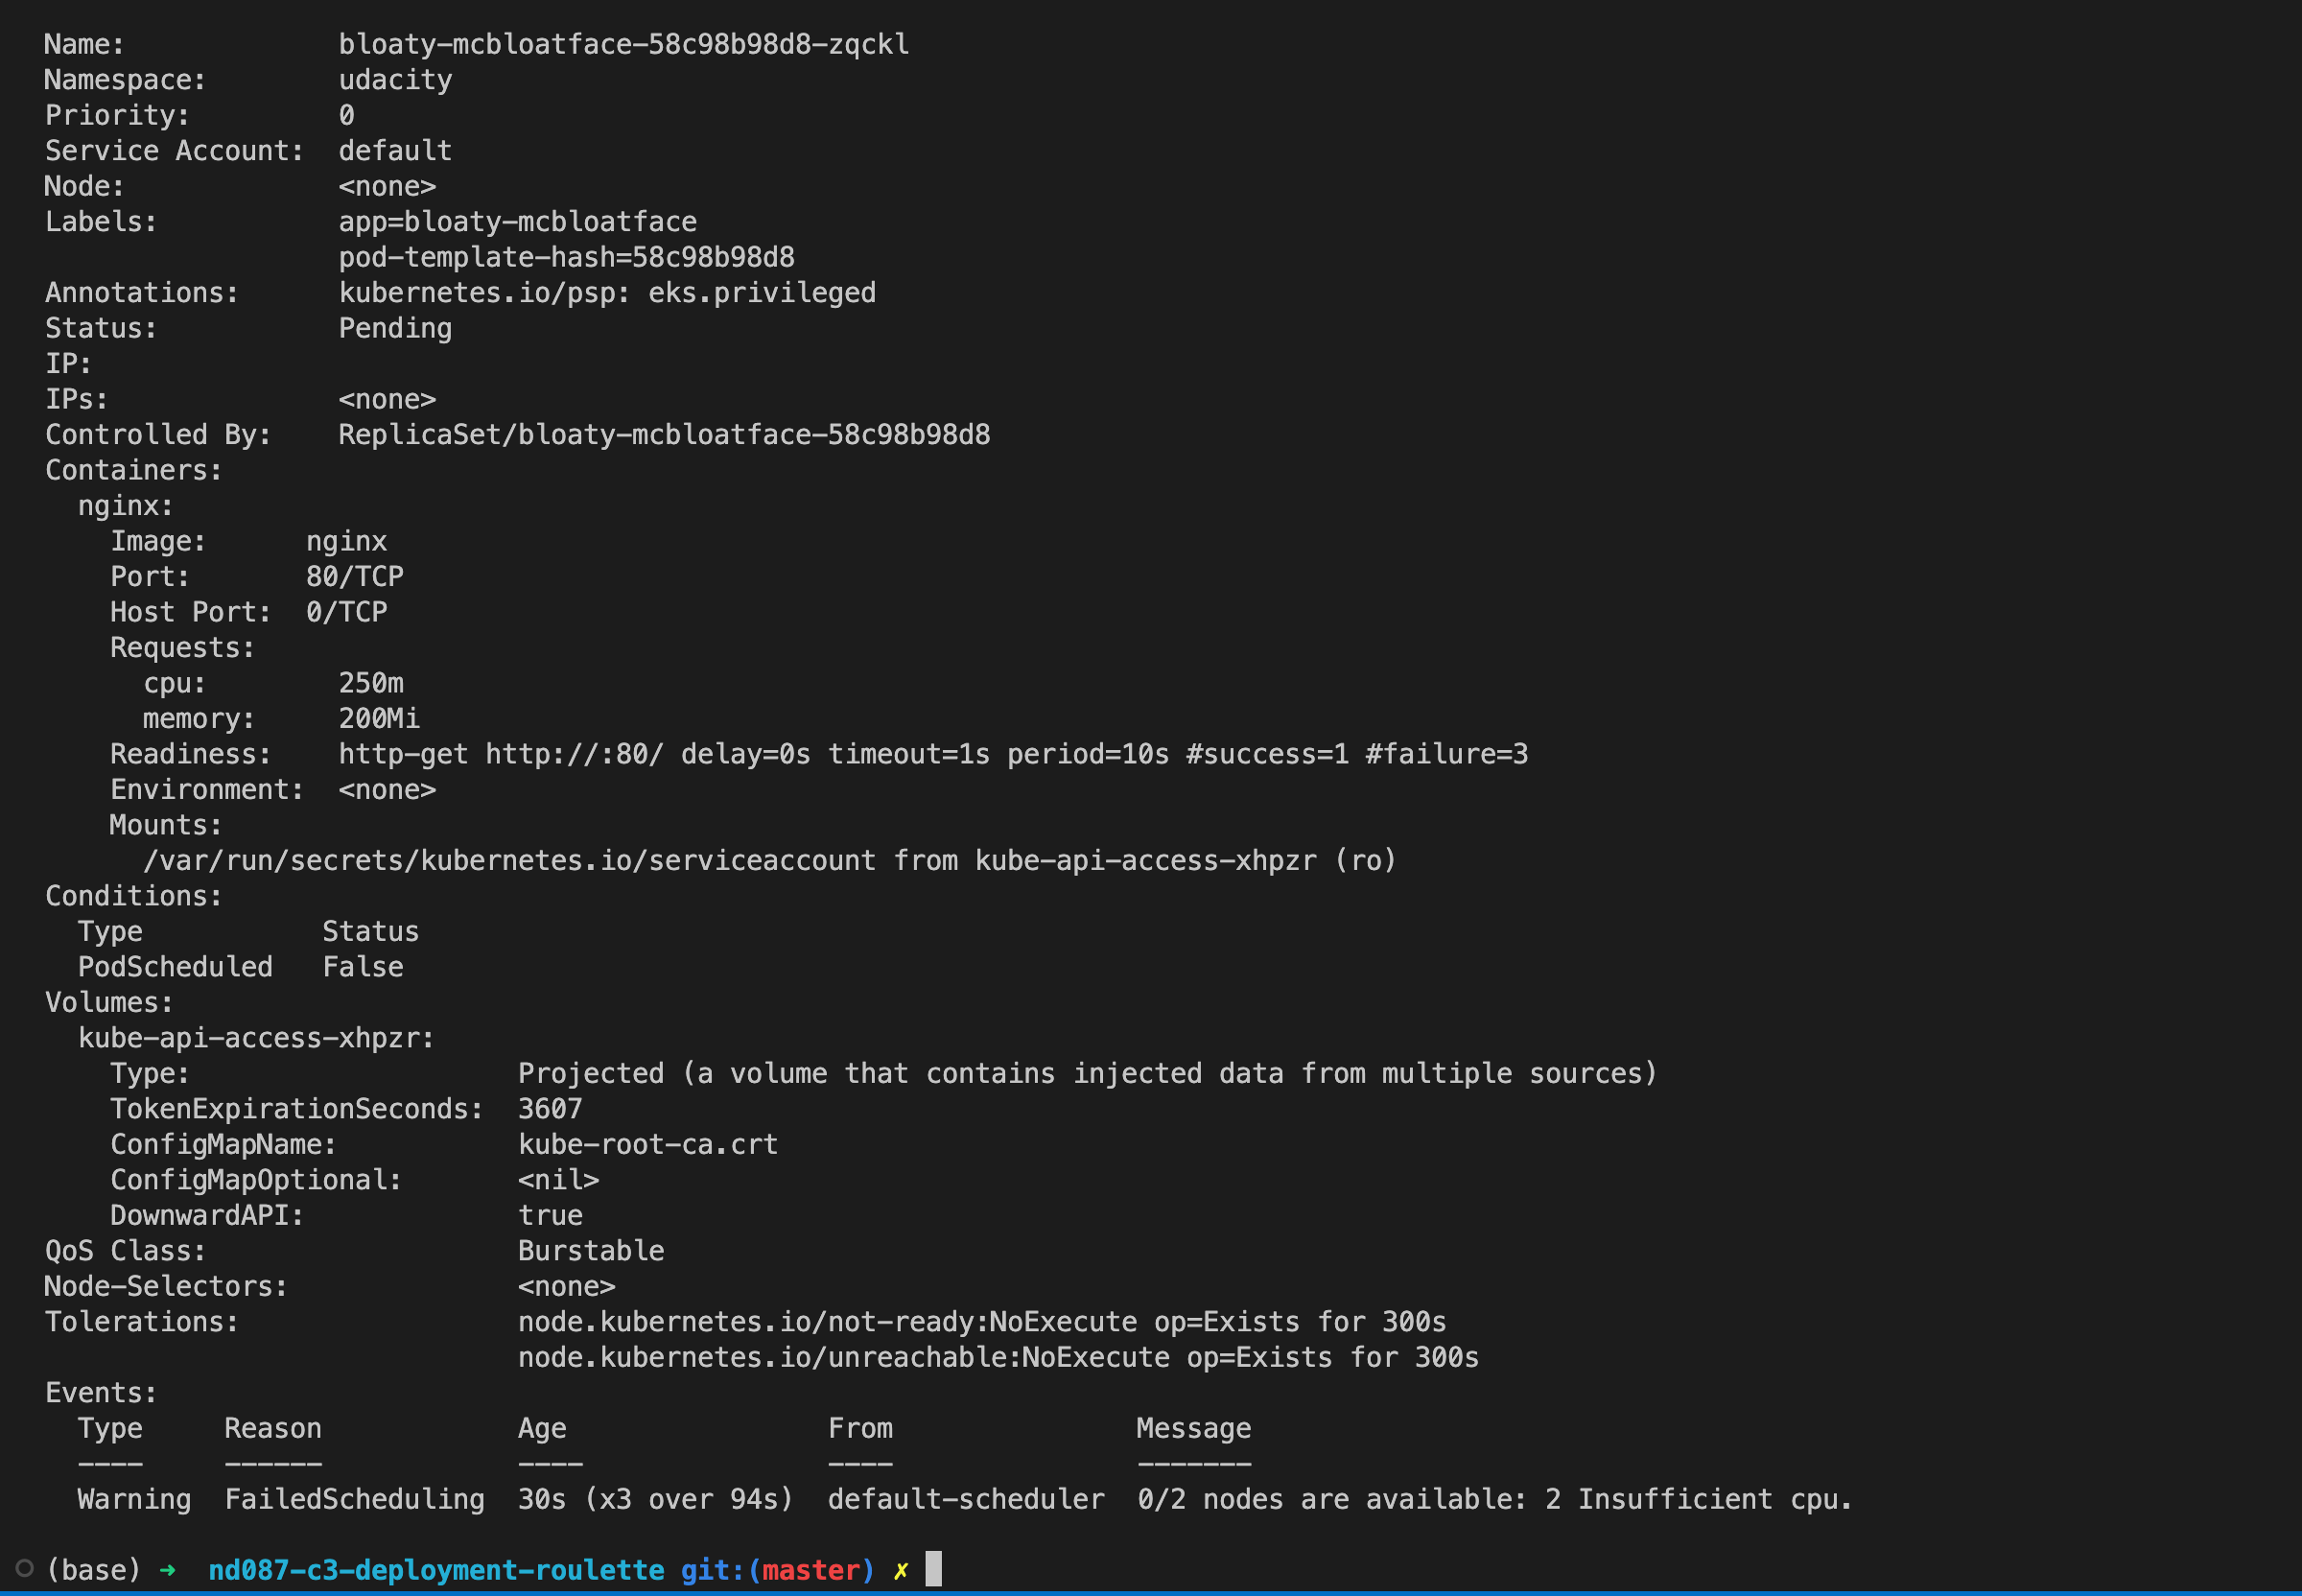 Name:             bloaty-mcbloatface-58c98b98d8-zqckl
Namespace:        udacity
Priority:         0
Service Account:  default
Node:             <none>
Labels:           app=bloaty-mcbloatface
                  pod-template-hash=58c98b98d8
Annotations:      kubernetes.io/psp: eks.privileged
Status:           Pending
IP:
IPs:              <none>
Controlled By:    ReplicaSet/bloaty-mcbloatface-58c98b98d8
Containers:
  nginx:
    Image:      nginx
    Port:       80/TCP
    Host Port:  0/TCP
    Requests:
      cpu:        250m
      memory:     200Mi
    Readiness:    http-get http://:80/ delay=0s timeout=1s period=10s #success=1 #failure=3
    Environment:  <none>
    Mounts:
      /var/run/secrets/kubernetes.io/serviceaccount from kube-api-access-xhpzr (ro)
Conditions:
  Type           Status
  PodScheduled   False
Volumes:
  kube-api-access-xhpzr:
    Type:                    Projected (a volume that contains injected data from multiple sources)
    TokenExpirationSeconds:  3607
    ConfigMapName:           kube-root-ca.crt
    ConfigMapOptional:       <nil>
    DownwardAPI:             true
QoS Class:                   Burstable
Node-Selectors:              <none>
Tolerations:                 node.kubernetes.io/not-ready:NoExecute op=Exists for 300s
                             node.kubernetes.io/unreachable:NoExecute op=Exists for 300s
Events:
  Type     Reason            Age                From               Message
  ----     ------            ----               ----               -------
  Warning  FailedScheduling  30s (x3 over 94s)  default-scheduler  0/2 nodes are available: 2 Insufficient cpu.
(base) ➜  nd087-c3-deployment-roulette git:(master) ✗